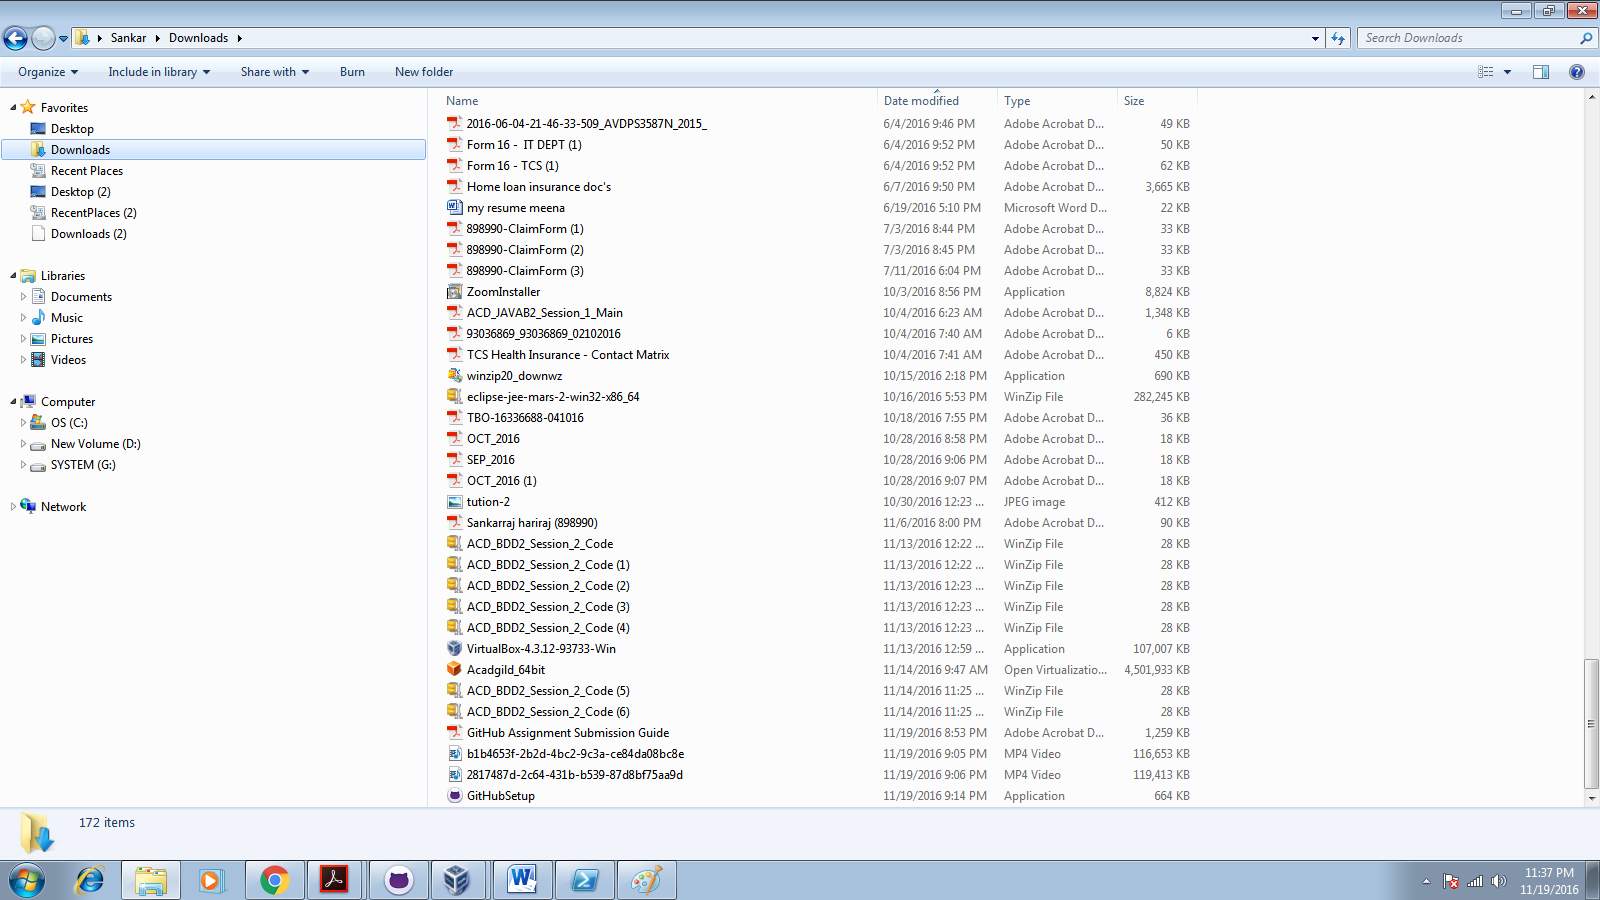 Sankar Downloads
Search Downloads
Organize Include in library Share with Burn New folder
Favorites
Desktop
Downloads
Recent Places
Desktop (2)
RecentPlaces (2)
Downloads (2)
Libraries
Documents
Music
Pictures
Videos
Computer
OS (C:)
New Volume (D:)
SYSTEM (G:)
Network
Name Date modified Type Size
2016-06-04-21-46-33-509_AVDPS3587N_2015_ 6/4/2016 9:46 PM Adobe Acrobat D... 49 KB
Form 16 - IT DEPT (1) 6/4/2016 9:52 PM Adobe Acrobat D... 50 KB
Form 16 - TCS (1) 6/4/2016 9:52 PM Adobe Acrobat D... 62 KB
Home loan insurance doc's 6/7/2016 9:50 PM Adobe Acrobat D... 3,665 KB
my resume meena 6/19/2016 5:10 PM Microsoft Word D... 22 KB
898990-ClaimForm (1) 7/3/2016 8:44 PM Adobe Acrobat D... 33 KB
898990-ClaimForm (2) 7/3/2016 8:45 PM Adobe Acrobat D... 33 KB
898990-ClaimForm (3) 7/11/2016 6:04 PM Adobe Acrobat D... 33 KB
ZoomInstaller 10/3/2016 8:56 PM Application 8,824 KB
ACD_JAVAB2_Session_1_Main 10/4/2016 6:23 AM Adobe Acrobat D... 1,348 KB
93036869_93036869_02102016 10/4/2016 7:40 AM Adobe Acrobat D... 6 KB
TCS Health Insurance - Contact Matrix 10/4/2016 7:41 AM Adobe Acrobat D... 450 KB
winzip20_downwz 10/15/2016 2:18 PM Application 690 KB
eclipse-jee-mars-2-win32-x86_64 10/16/2016 5:53 PM WinZip File 282,245 KB
TBO-16336688-041016 10/18/2016 7:55 PM Adobe Acrobat D... 36 KB
OCT_2016 10/28/2016 8:58 PM Adobe Acrobat D... 18 KB
SEP_2016 10/28/2016 9:06 PM Adobe Acrobat D... 18 KB
OCT_2016 (1) 10/28/2016 9:07 PM Adobe Acrobat D... 18 KB
tution-2 10/30/2016 12:23 ... JPEG image 412 KB
Sankarraj hariraj (898990) 11/6/2016 8:00 PM Adobe Acrobat D... 90 KB
ACD_BDD2_Session_2_Code 11/13/2016 12:22 ... WinZip File 28 KB
ACD_BDD2_Session_2_Code (1) 11/13/2016 12:22 ... WinZip File 28 KB
ACD_BDD2_Session_2_Code (2) 11/13/2016 12:23 ... WinZip File 28 KB
ACD_BDD2_Session_2_Code (3) 11/13/2016 12:23 ... WinZip File 28 KB
ACD_BDD2_Session_2_Code (4) 11/13/2016 12:23 ... WinZip File 28 KB
VirtualBox-4.3.12-93733-Win 11/13/2016 12:59 ... Application 107,007 KB
Acadgild_64bit 11/14/2016 9:47 AM Open Virtualizatio... 4,501,933 KB
ACD_BDD2_Session_2_Code (5) 11/14/2016 11:25 ... WinZip File 28 KB
ACD_BDD2_Session_2_Code (6) 11/14/2016 11:25 ... WinZip File 28 KB
GitHub Assignment Submission Guide 11/19/2016 8:53 PM Adobe Acrobat D... 1,259 KB
b1b4653f-2b2d-4bc2-9c3a-ce84da08bc8e 11/19/2016 9:05 PM MP4 Video 116,653 KB
2817487d-2c64-431b-b539-87d8bf75aa9d 11/19/2016 9:06 PM MP4 Video 119,413 KB
GitHubSetup 11/19/2016 9:14 PM Application 664 KB
172 items
11:37 PM
11/19/2016